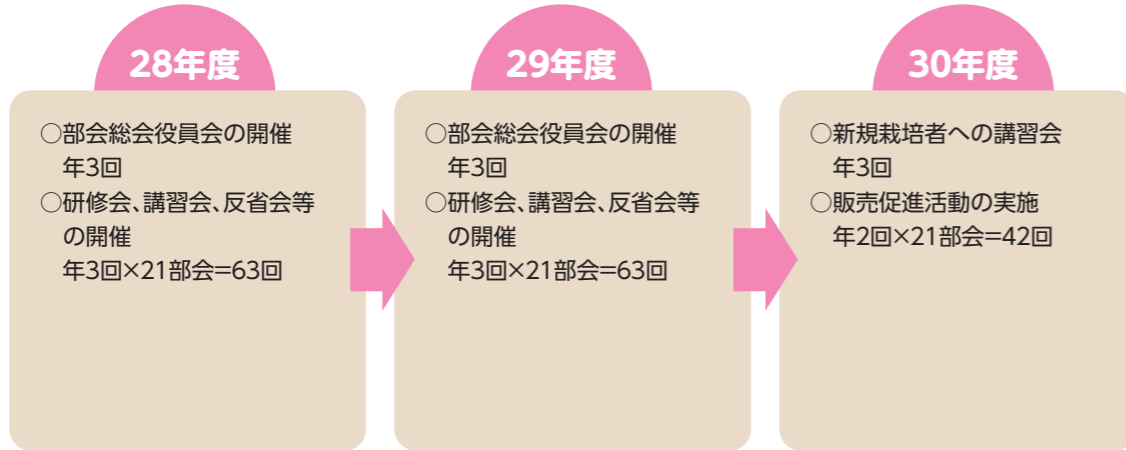 28年度
○部会総会役員会の開催
年3回
○研修会、講習会、反省会等
の開催
年3回×21部会=63回
29年度
○部会総会役員会の開催
年3回
○研修会、講習会、反省会等
の開催
年3回×21部会=63回
30年度
○新規栽培者への講習会
年3回
○販売促進活動の実施
年2回×21部会=42回